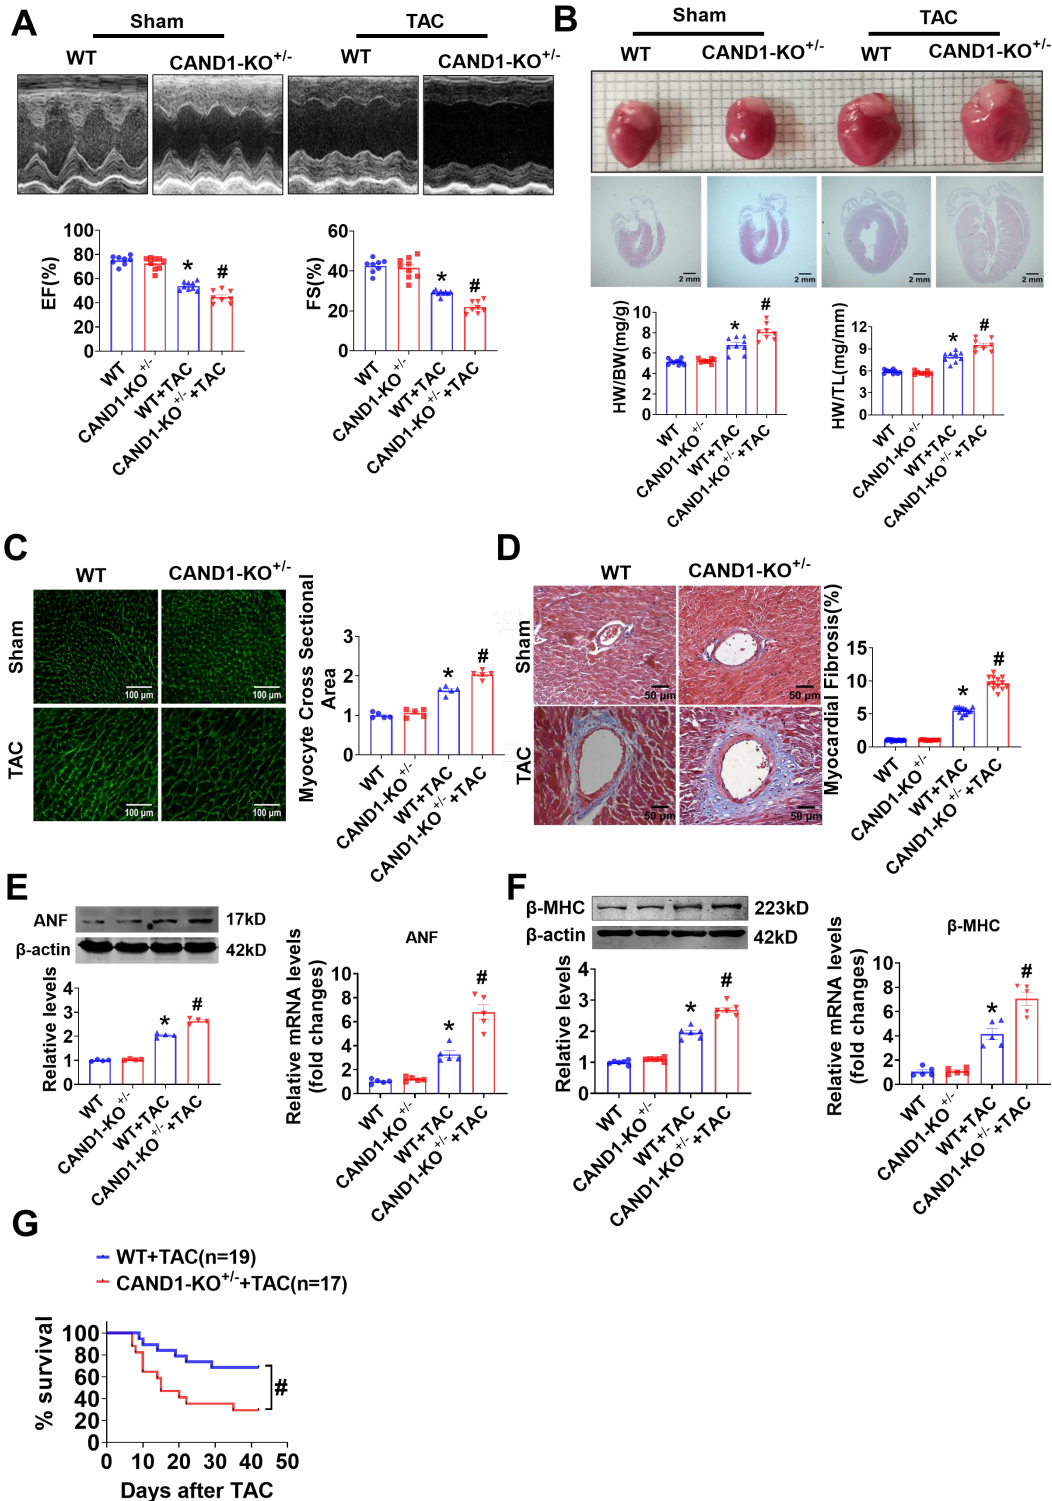 A
Sham
TAC
WT
CAND1-KO+/-
WT
CAND1-KO+/-
EF(%)
100
80
60
40
20
0
*
#
WT
CAND1-KO+/-
WT+TAC
CAND1-KO+/-+TAC
FS(%)
60
40
20
0
*
#
WT
CAND1-KO+/-
WT+TAC
CAND1-KO+/-+TAC
B
Sham
TAC
WT
CAND1-KO+/-
WT
CAND1-KO+/-
2 mm
2 mm
2 mm
2 mm
HW/BW(mg/g)
10
8
6
4
2
0
*
#
WT
CAND1-KO+/-
WT+TAC
CAND1-KO+/-+TAC
HW/TL(mg/mm)
12
9
6
3
0
*
#
WT
CAND1-KO+/-
WT+TAC
CAND1-KO+/-+TAC
C
WT
CAND1-KO+/-
Sham
TAC
100 μm
100 μm
100 μm
100 μm
Myocyte Cross Sectional
Area
3
2
1
0
*
#
WT
CAND1-KO+/-
WT+TAC
CAND1-KO+/-+TAC
D
WT
CAND1-KO+/-
Sham
TAC
50 μm
50 μm
50 μm
50 μm
Myocardial Fibrosis(%)
15
10
5
0
*
#
WT
CAND1-KO+/-
WT+TAC
CAND1-KO+/-+TAC
E
ANF
17kD
β-actin
42kD
Relative levels
4
3
2
1
0
*
#
WT
CAND1-KO+/-
WT+TAC
CAND1-KO+/-+TAC
ANF
Relative mRNA levels
(fold changes)
10
8
6
4
2
0
*
#
WT
CAND1-KO+/-
WT+TAC
CAND1-KO+/-+TAC
F
β-MHC
223kD
β-actin
42kD
Relative levels
4
3
2
1
0
*
#
WT
CAND1-KO+/-
WT+TAC
CAND1-KO+/-+TAC
β-MHC
Relative mRNA levels
(fold changes)
10
8
6
4
2
0
*
#
WT
CAND1-KO+/-
WT+TAC
CAND1-KO+/-+TAC
G
WT+TAC(n=19)
CAND1-KO+/-+TAC(n=17)
% survival
100
80
60
40
20
0
#
0 10 20 30 40 50
Days after TAC